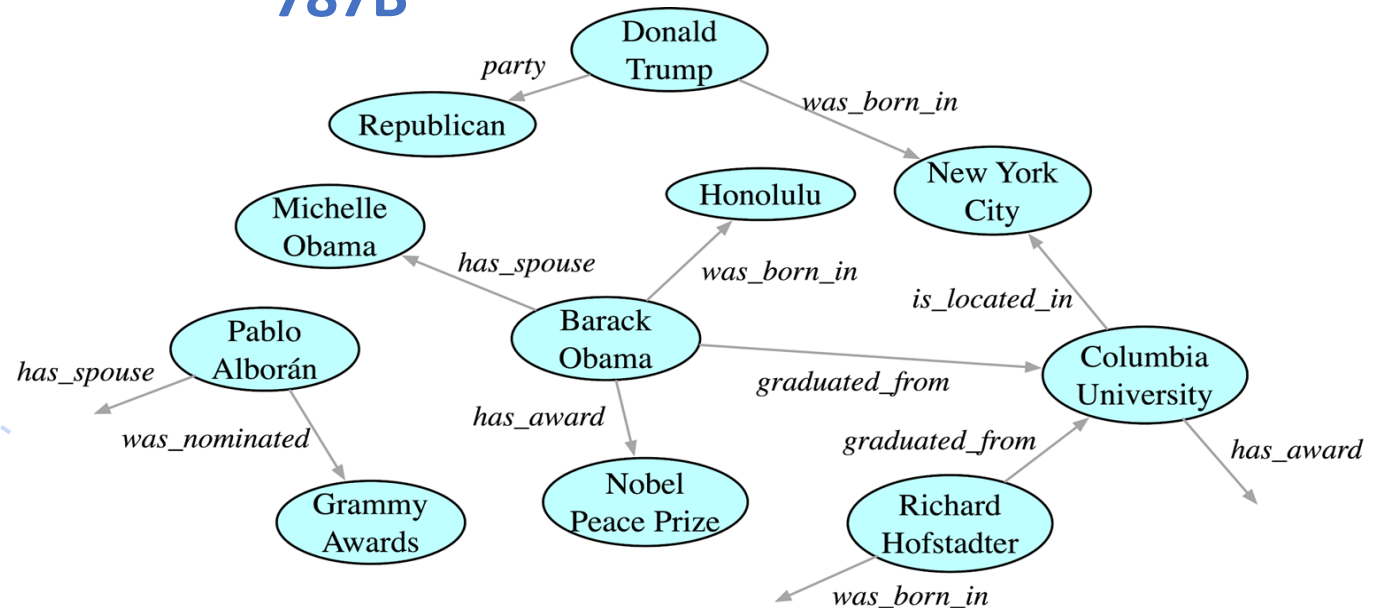 787B
Donald
Trump
party
was_born_in
Republican
New York
City
Honolulu
Michelle
Obama
has_spouse
was_born_in
is_located_in
Pablo
Alborán
Barack
Obama
Columbia
University
has_spouse
graduated_from
has_award
was_nominated
graduated_from
has_award
Nobel
Peace Prize
Grammy
Awards
Richard
Hofstadter
was_born_in